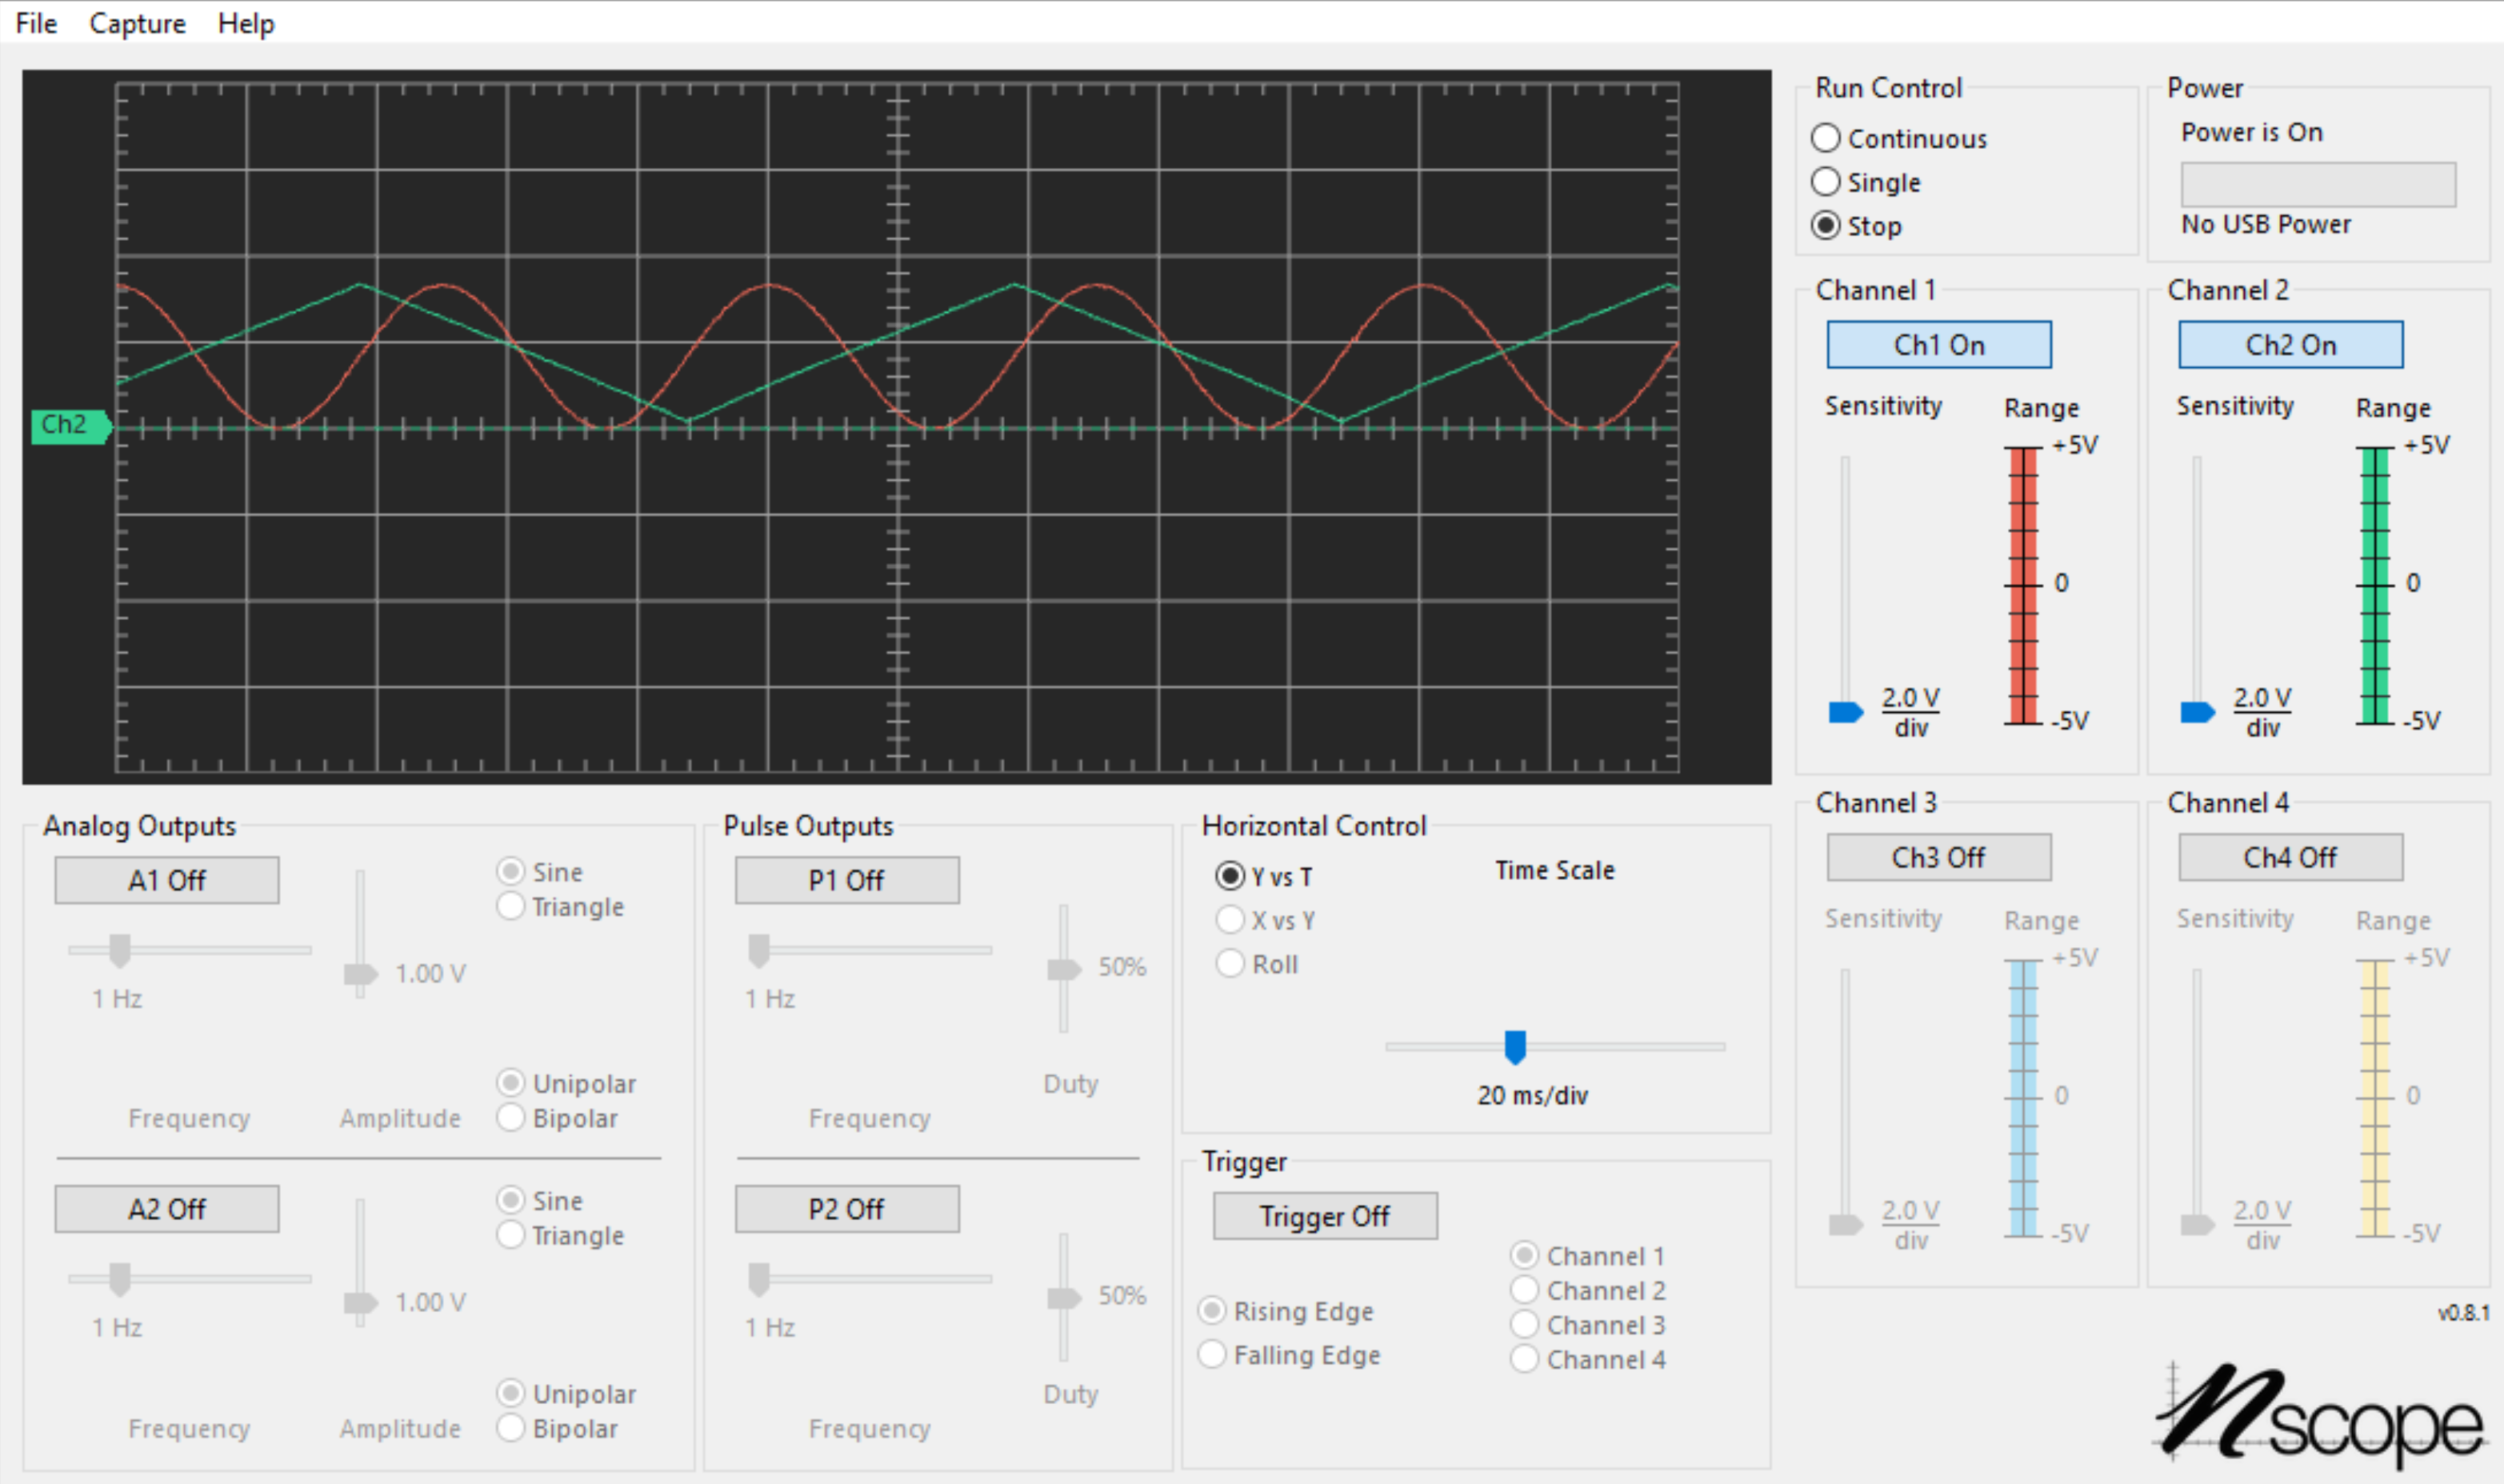 File Capture Help
Ch2
Run Control
Continuous
Single
Stop
Power
Power is On
No USB Power
Channel 1
Ch1 On
Sensitivity Range
+5V
0
2.0 V
div
-5V
Channel 2
Ch2 On
Sensitivity Range
+5V
0
2.0 V
div
-5V
Analog Outputs
A1 Off
Sine
Triangle
1.00 V
1 Hz
Unipolar
Bipolar
Frequency Amplitude
A2 Off
Sine
Triangle
1.00 V
1 Hz
Unipolar
Bipolar
Frequency Amplitude
Pulse Outputs
P1 Off
50%
1 Hz
Duty
Frequency
P2 Off
50%
1 Hz
Duty
Frequency
Horizontal Control
Y vs T
X vs Y
Roll
Time Scale
20 ms/div
Trigger
Trigger Off
Rising Edge
Falling Edge
Channel 1
Channel 2
Channel 3
Channel 4
Channel 3
Ch3 Off
Sensitivity Range
+5V
0
2.0 V
div
-5V
Channel 4
Ch4 Off
Sensitivity Range
+5V
0
2.0 V
div
-5V
v0.8.1
nscope